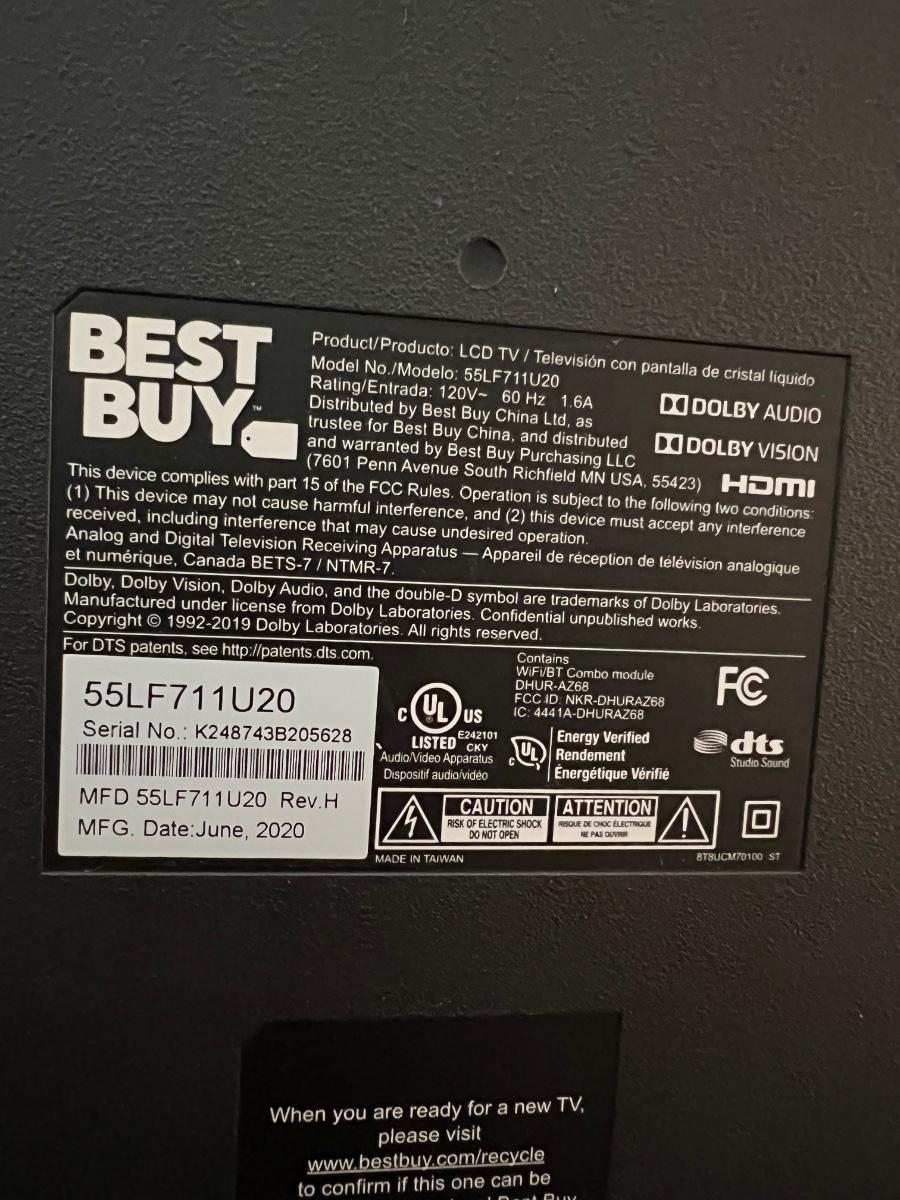 BEST
BUY™
Product/Producto: LCD TV / Televisión con pantalla de cristal líquido
Model No./Modelo: 55LF711U20
Rating/Entrada: 120V~ 60 Hz 1.6A
Distributed by Best Buy China Ltd, as
trustee for Best Buy China, and distributed
and warranted by Best Buy Purchasing LLC
(7601 Penn Avenue South Richfield MN USA, 55423)
DOLBY AUDIO
DOLBY VISION
HDMI
This device complies with part 15 of the FCC Rules. Operation is subject to the following two conditions:
(1) This device may not cause harmful interference, and (2) this device must accept any interference
received, including interference that may cause undesired operation.
Analog and Digital Television Receiving Apparatus — Appareil de réception de télévision analogique
et numérique, Canada BETS-7 / NTMR-7.
Dolby, Dolby Vision, Dolby Audio, and the double-D symbol are trademarks of Dolby Laboratories.
Manufactured under license from Dolby Laboratories. Confidential unpublished works.
Copyright © 1992-2019 Dolby Laboratories. All rights reserved.
For DTS patents, see http://patents.dts.com.
55LF711U20
Serial No.: K248743B205628
MFD 55LF711U20 Rev.H
MFG. Date:June, 2020
c UL US
LISTED E242101
CKY
Audio/Video Apparatus
Dispositif audio/vidéo
Contains
WiFi/BT Combo module
DHUR-AZ68
FCC ID: NKR-DHURAZ68
IC: 4441A-DHURAZ68
c UL
Energy Verified
Rendement
Énergétique Vérifié
FC
dts
Studio Sound
CAUTION
RISK OF ELECTRIC SHOCK
DO NOT OPEN
ATTENTION
RISQUE DE CHOC ÉLECTRIQUE
NE PAS OUVRIR
MADE IN TAIWAN
8T8UCM70100 ST
When you are ready for a new TV,
please visit
www.bestbuy.com/recycle
to confirm if this one can be
Best Buy